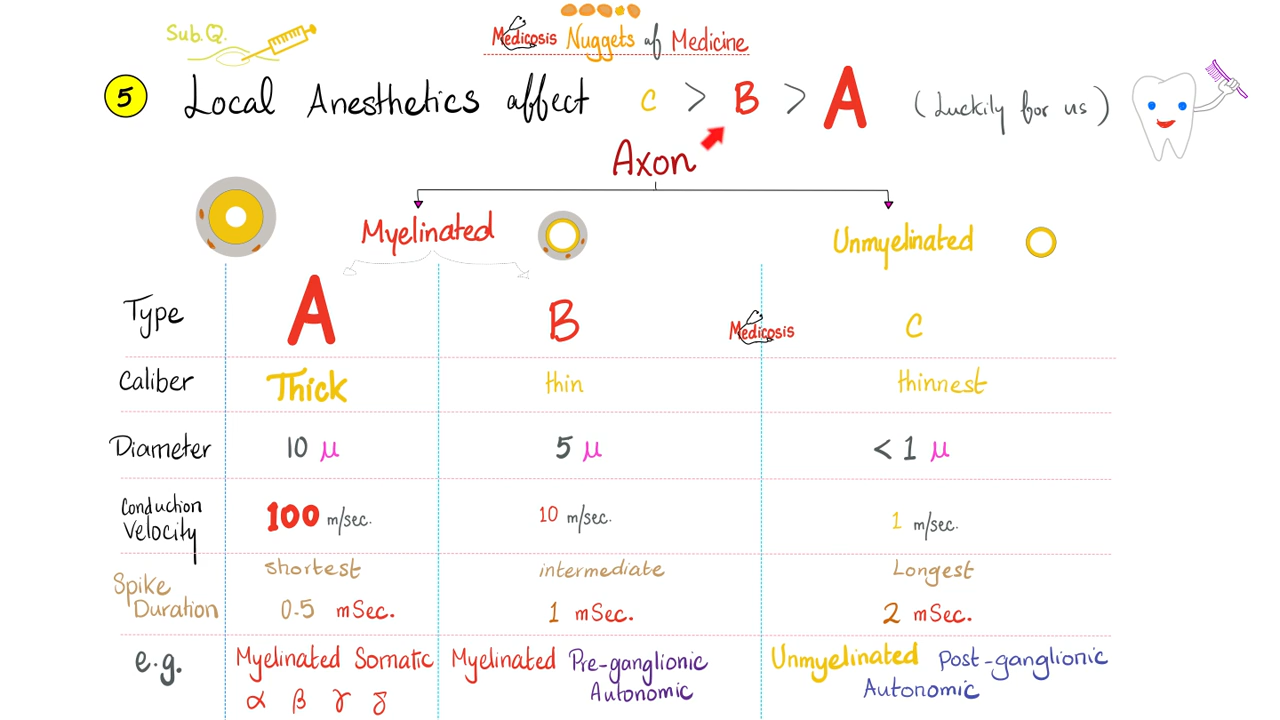 Sub.Q.
Medicosis Nuggets of Medicine
5 Local Anesthetics affect C > B > A (Luckily for us)
Axon
Myelinated Unmyelinated
Type A B C
Medicosis
Caliber Thick thin thinnest
Diameter 10 μ 5 μ < 1 μ
Conduction Velocity 100 m/sec. 10 m/sec. 1 m/sec.
shortest intermediate Longest
Spike Duration 0.5 mSec. 1 mSec. 2 mSec.
e.g. Myelinated Somatic Myelinated Pre-ganglionic Unmyelinated Post-ganglionic
α β γ δ Autonomic Autonomic